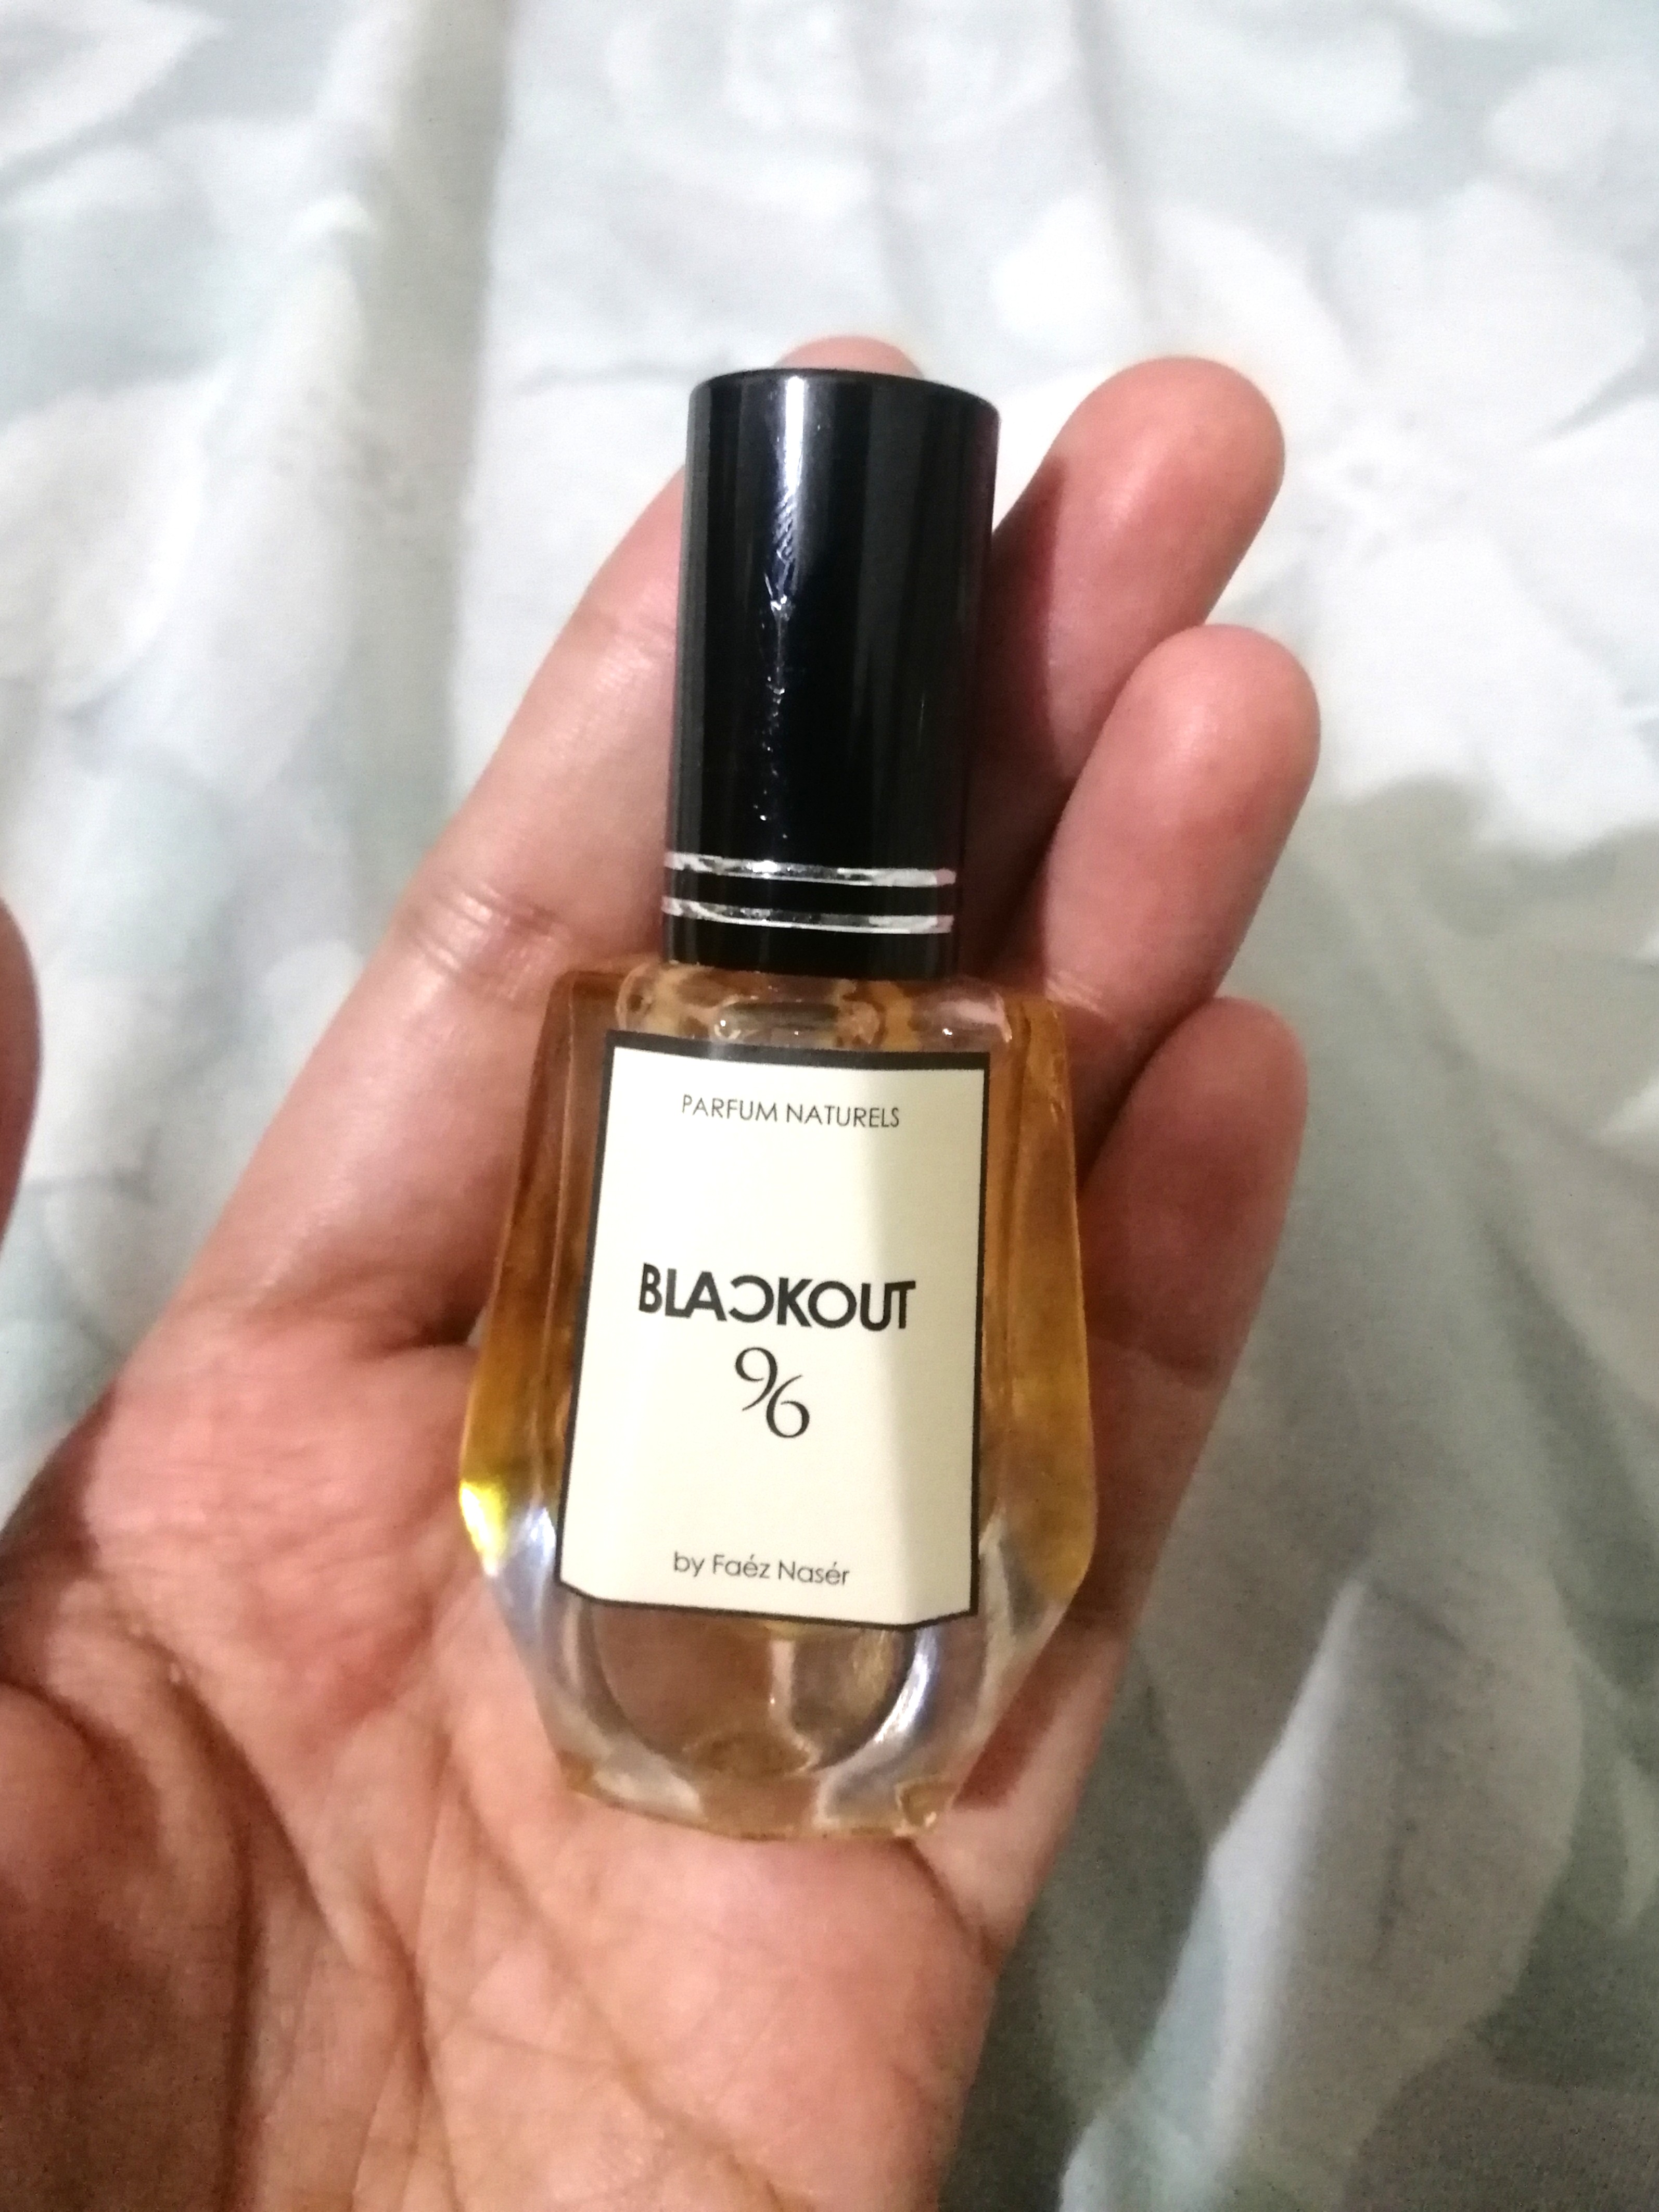 PARFUM NATURELS
BLACKOUT
96
by Faéz Nasér